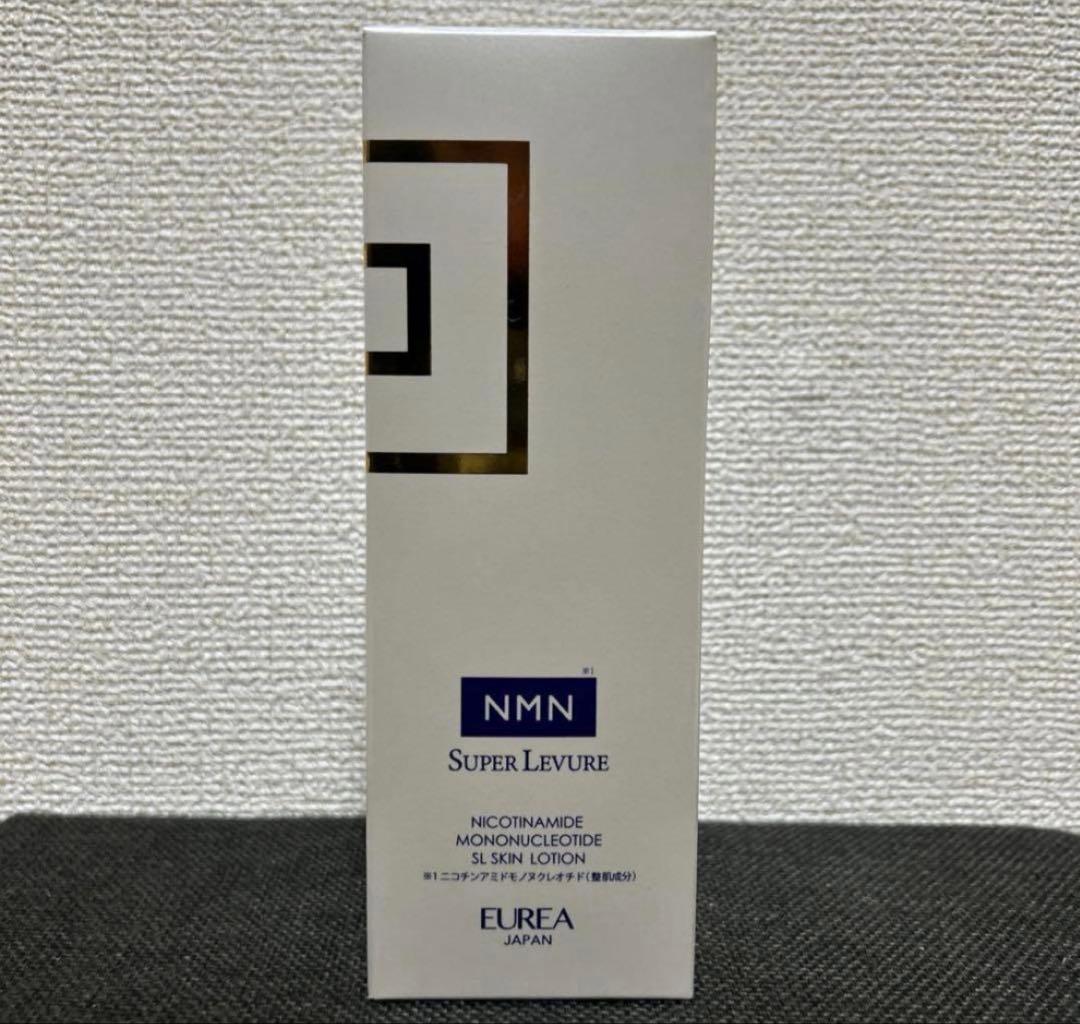 ※1
NMN
SUPER LEVURE
NICOTINAMIDE
MONONUCLEOTIDE
SL SKIN LOTION
※1 ニコチンアミドモノヌクレオチド(整肌成分)
EUREA
JAPAN